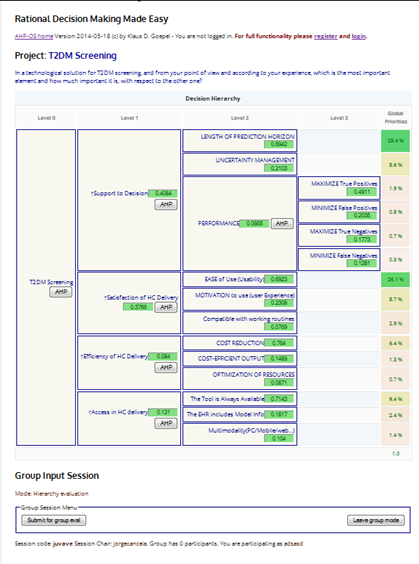 Rational Decision Making Made Easy
AHP-OS home Version 2014-05-18 (s) by Klaus D. Goepel - You are not logged in. For full functionality please register and login.
Project: T2DM Screening
In a technological solution for T2DM screening, and from your point of view and according to your experience, which is the most important
element and how much important it is, with respect to the other one?
Decision Hierarchy
Level 0 Level 1 Level 2 Level 3 Global Priorities
T2DM Screening AHP
↑Support to Decision 0.4084 AHP
LENGTH OF PREDICTION HORIZON 0.6942 28.4 %
UNCERTAINTY MANAGEMENT 0.2103 8.6 %
PERFORMANCE 0.0955 AHP
MAXIMIZE True Positives 0.4911 1.9 %
MINIMIZE False Positives 0.2035 0.8 %
MAXIMIZE True Negatives 0.1773 0.7 %
MINIMIZE False Negatives 0.1281 0.5 %
↑Satisfaction of HC Delivery 0.3766 AHP
EASE of Use (Usability) 0.6923 26.1 %
MOTIVATION to use (user Experience) 0.2308 8.7 %
Compatible with working routines 0.0769 2.9 %
↑Efficiency of HC Delivery 0.084 AHP
COST REDUCTION 0.764 6.4 %
COST-EFFICIENT OUTPUT 0.1489 1.3 %
OPTIMIZATION OF RESOURCES 0.0871 0.7 %
↑Access in HC delivery 0.131 AHP
The Tool is Always Available 0.7143 9.4 %
The EHR includes Model Info 0.1817 2.4 %
Multimodality(PC/Mobile/web...) 0.104 1.4 %
1.0
Group Input Session
Mode: Hierarchy evaluation
Group Session Menu
Submit for group eval Leave group mode
Session code: juvave Session Chair: jorgecancela. Group has 0 participants. You are participating as adsasd